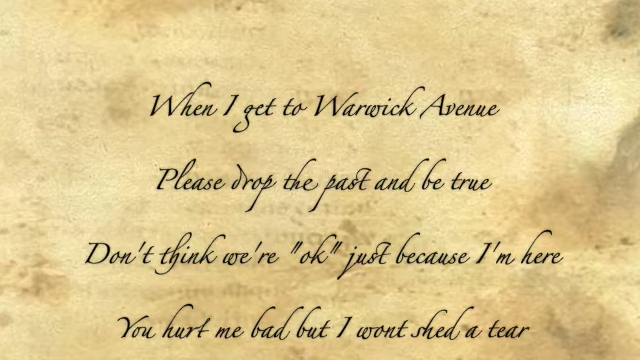 When I get to Warwick Avenue
Please drop the past and be true
Don't think we're "ok" just because I'm here
You hurt me bad but I wont shed a tear